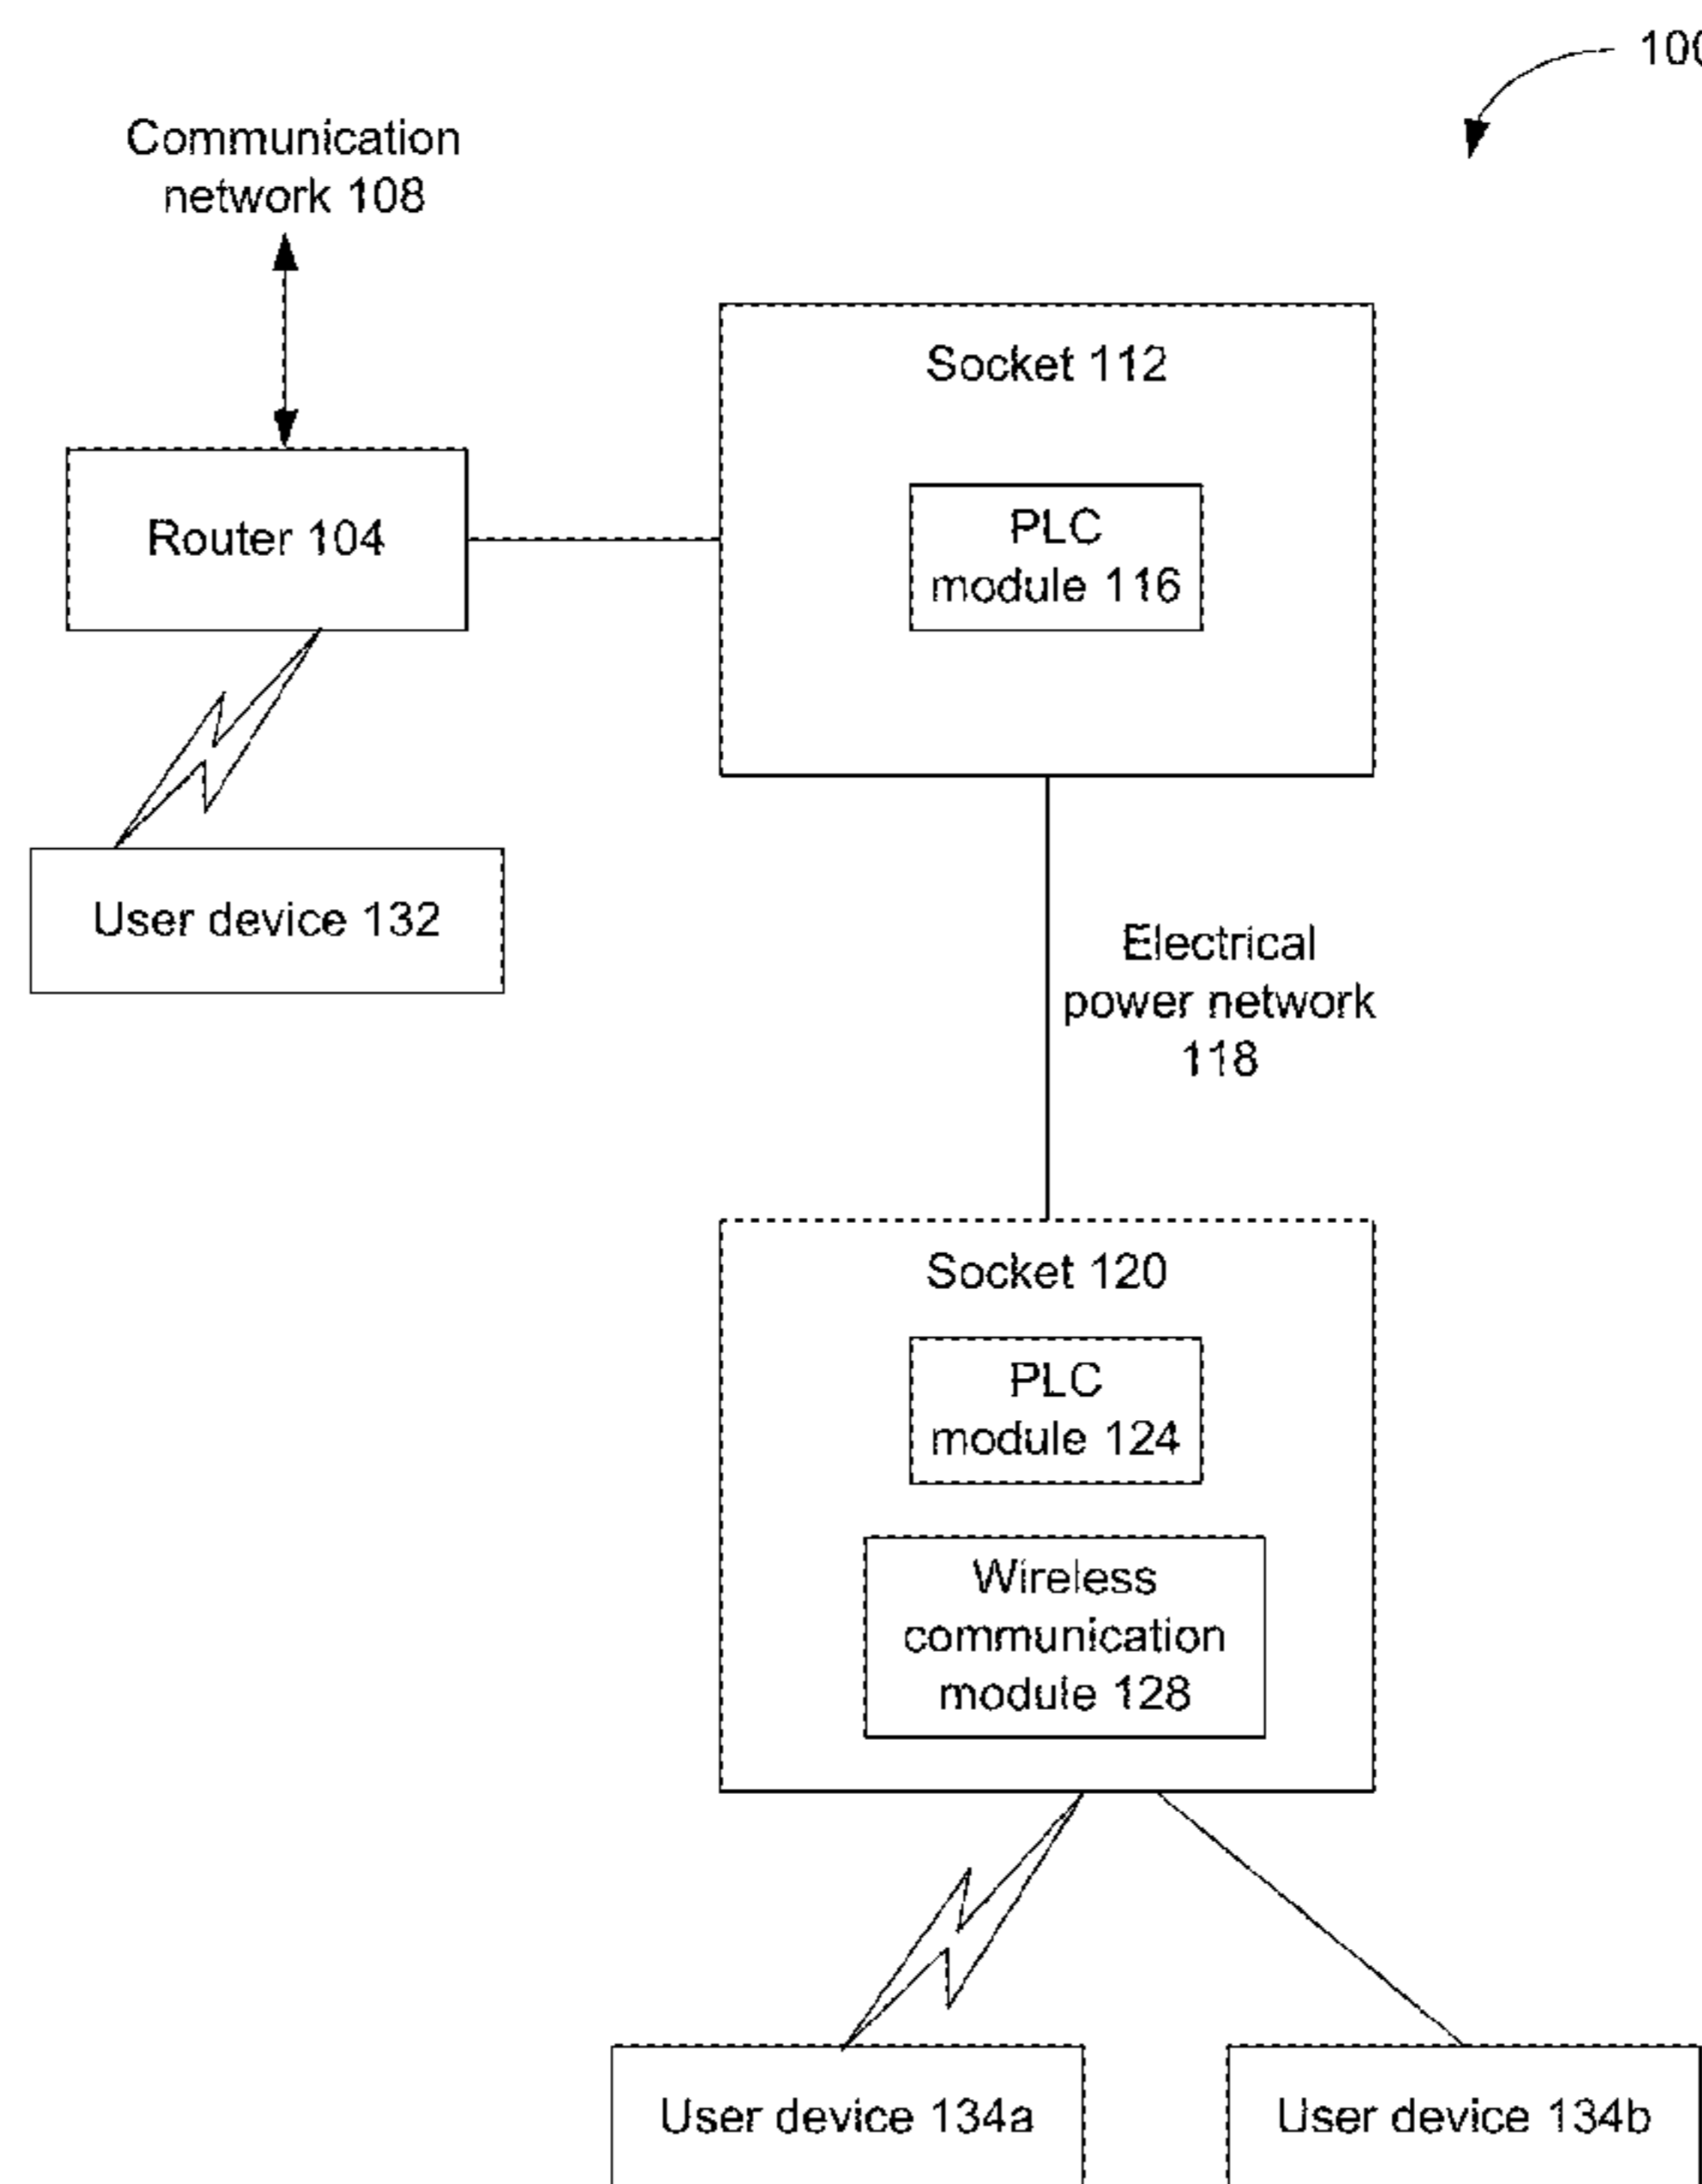 100
Communication
network 108
Socket 112
Router 104
PLC
module 116
User device 132
Electrical
power network
118
Socket 120
PLC
module 124
Wireless
communication
module 128
User device 134a
User device 134b